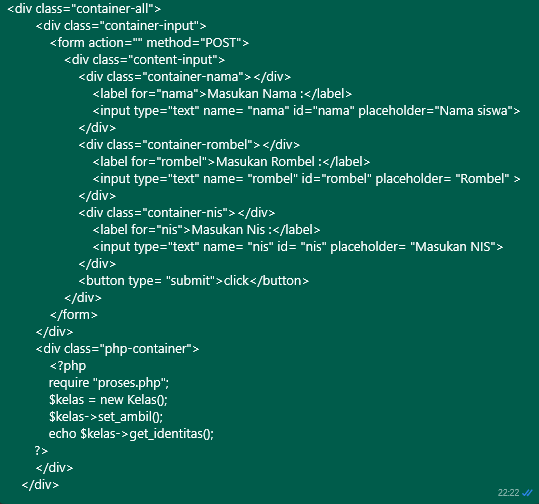 <div class="container-all">
<div class="container-input">
<form action="" method="POST">
<div class="content-input">
<div class="container-nama"></div>
<label for="nama">Masukan Nama :</label>
<input type="text" name= "nama" id="nama" placeholder="Nama siswa">
</div>
<div class="container-rombel"></div>
<label for="rombel">Masukan Rombel :</label>
<input type="text" name= "rombel" id="rombel" placeholder= "Rombel" >
</div>
<div class="container-nis"></div>
<label for="nis">Masukan Nis :</label>
<input type="text" name= "nis" id= "nis" placeholder= "Masukan NIS">
</div>
<button type= "submit">click</button>
</div>
</form>
</div>
<div class="php-container">
<?php
require "proses.php";
$kelas = new Kelas();
$kelas->set_ambil();
echo $kelas->get_identitas();
?>
</div>
</div>
22:22